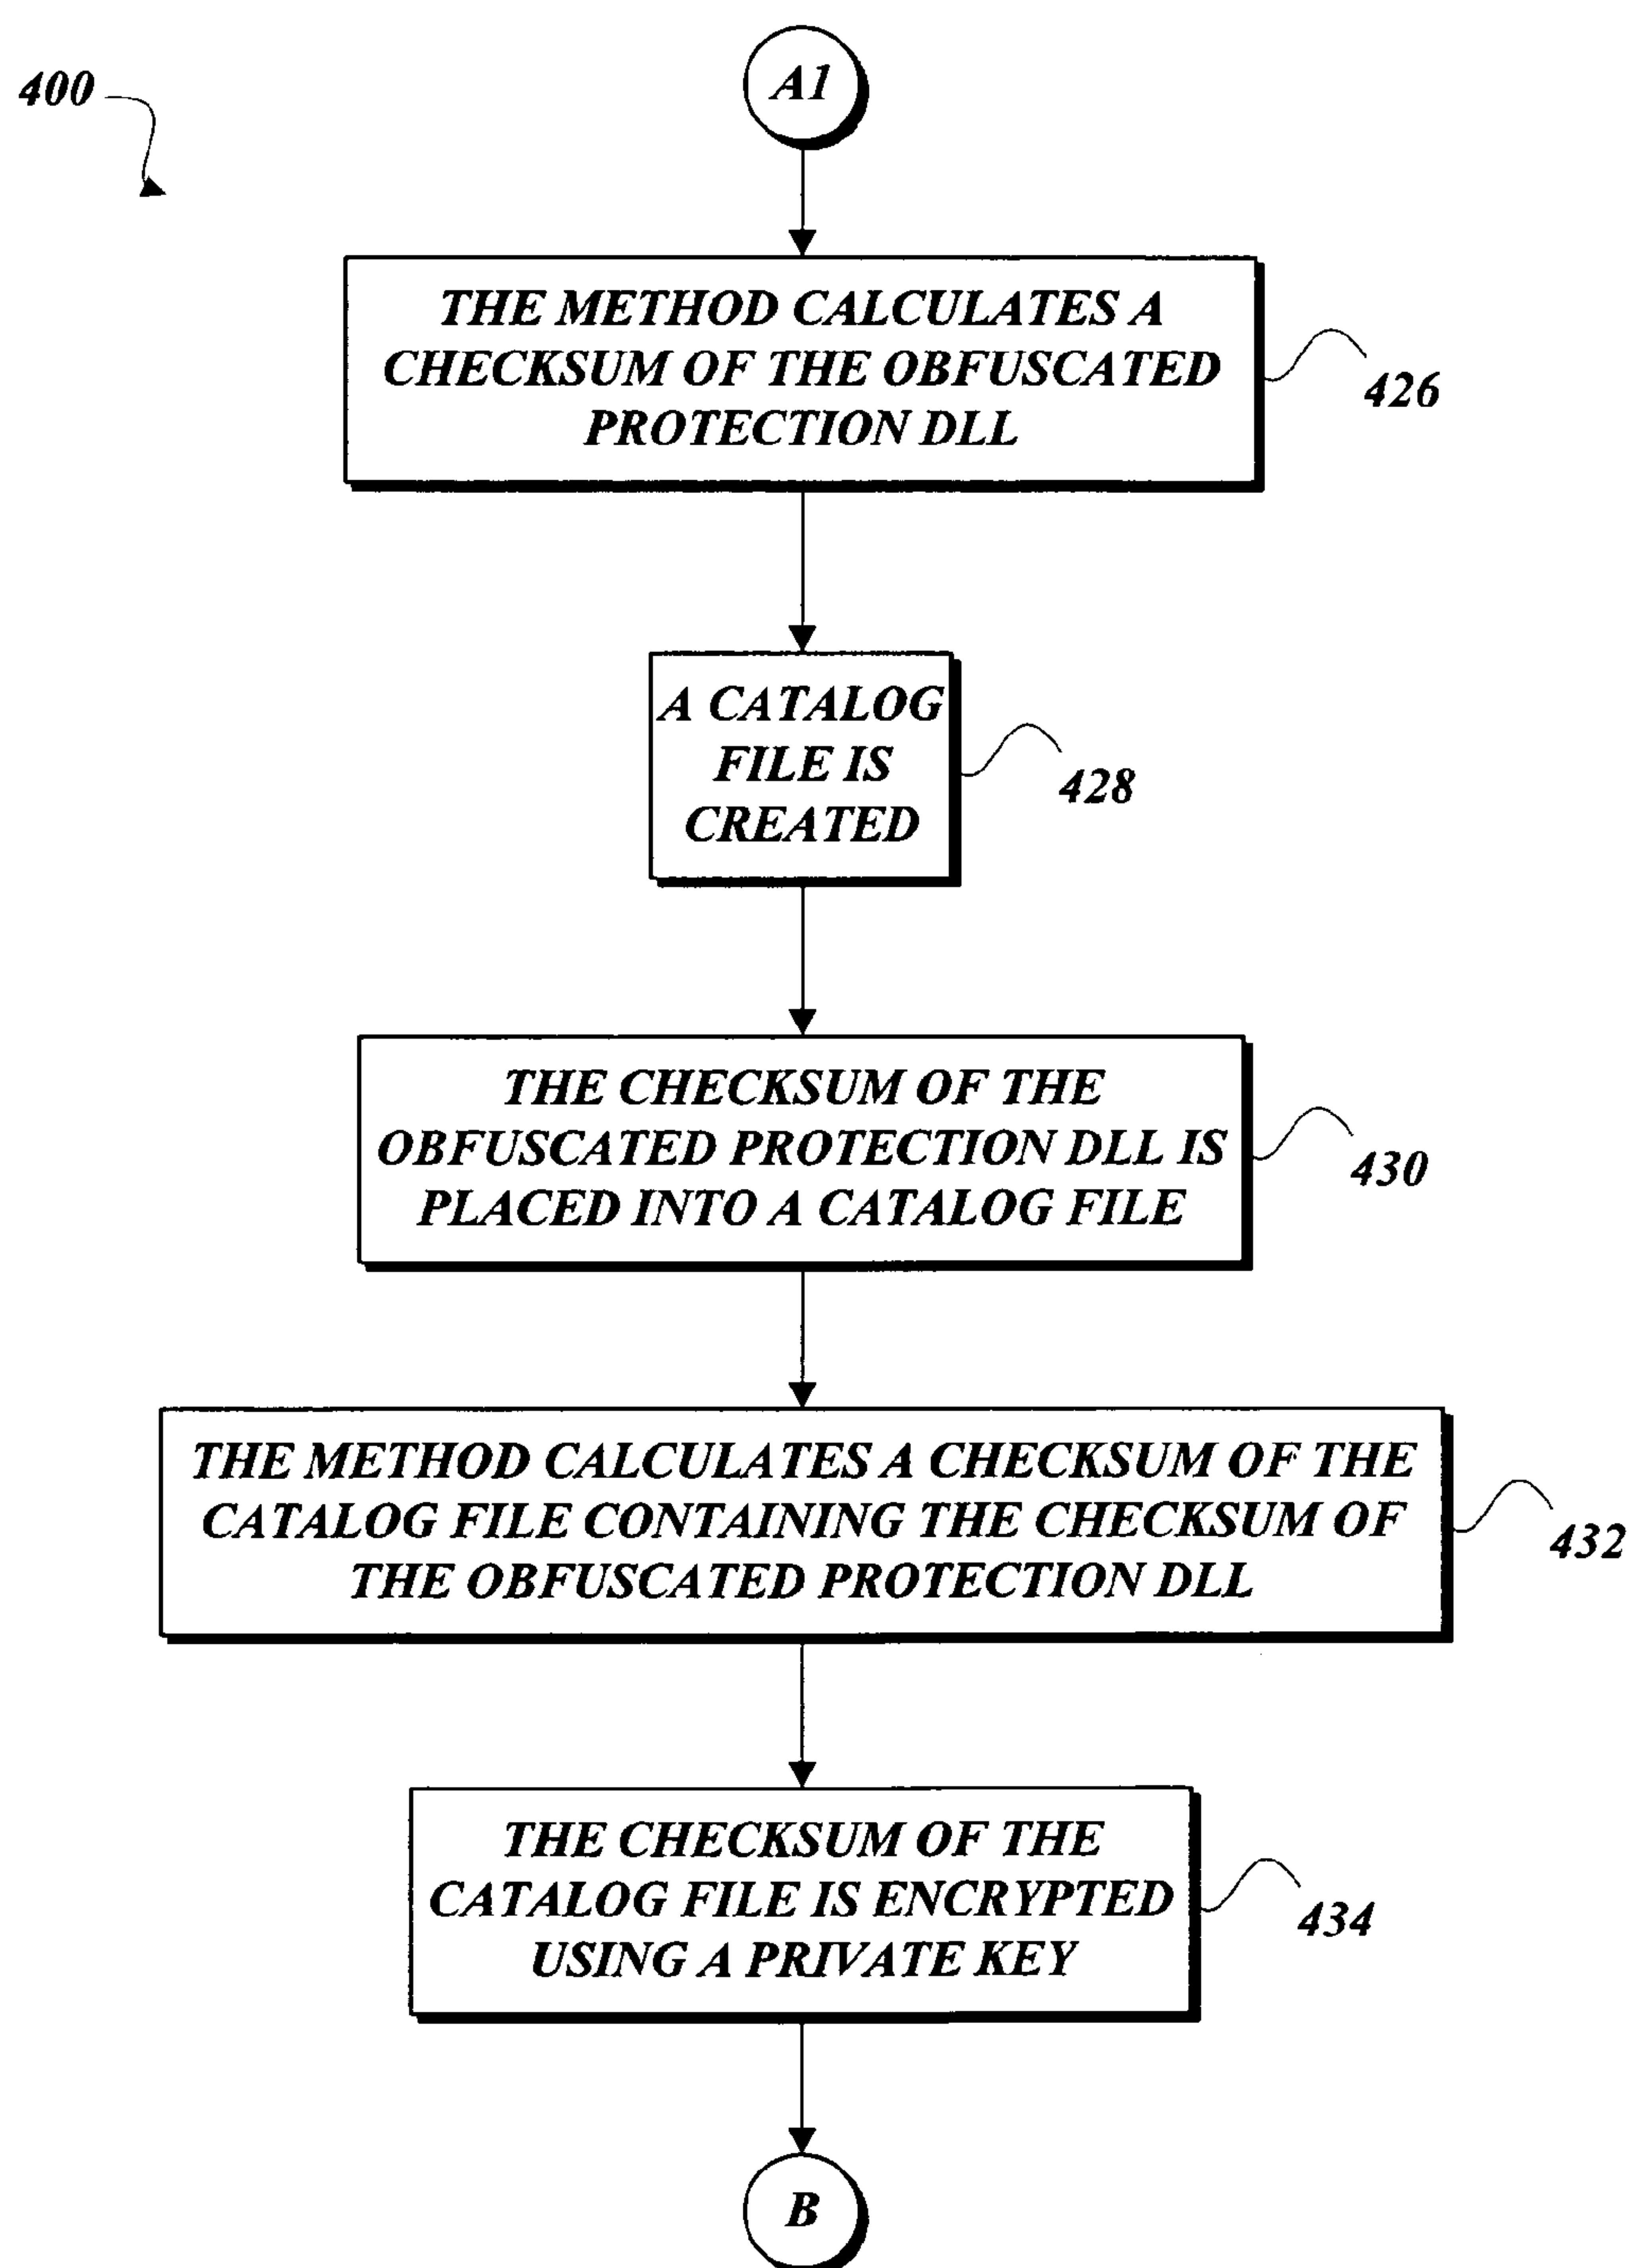 400
A1
THE METHOD CALCULATES A
CHECKSUM OF THE OBFUSCATED
PROTECTION DLL
426
A CATALOG
FILE IS
CREATED
428
THE CHECKSUM OF THE
OBFUSCATED PROTECTION DLL IS
PLACED INTO A CATALOG FILE
430
THE METHOD CALCULATES A CHECKSUM OF THE
CATALOG FILE CONTAINING THE CHECKSUM OF
THE OBFUSCATED PROTECTION DLL
432
THE CHECKSUM OF THE
CATALOG FILE IS ENCRYPTED
USING A PRIVATE KEY
434
B